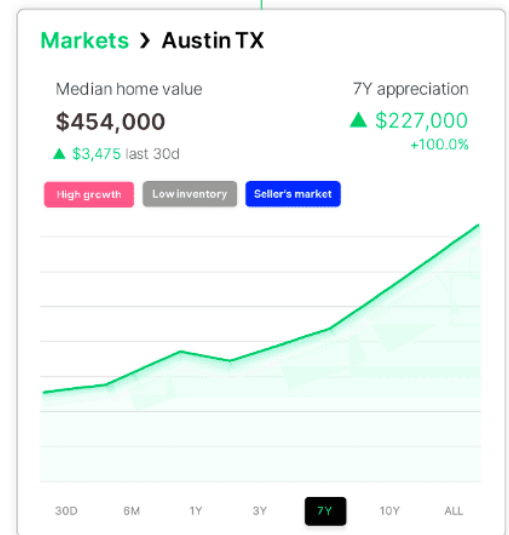 Markets › Austin TX
Median home value 7Y appreciation
$454,000 ▲ $227,000
▲ $3,475 last 30d +100.0%
High growth Low inventory Seller's market
30D 6M 1Y 3Y 7Y 10Y ALL